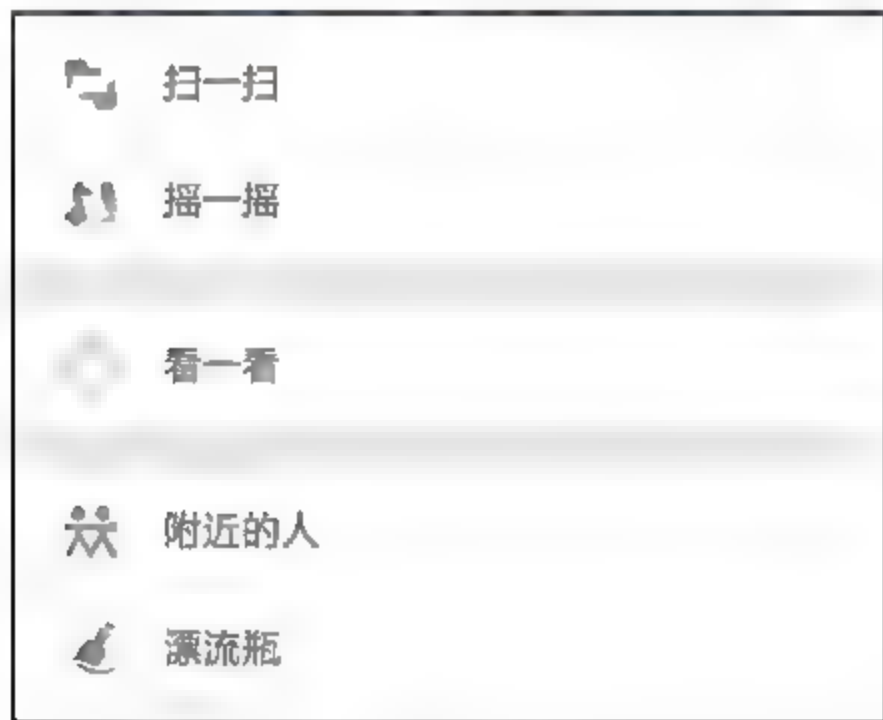 扫一扫
摇一摇
看一看
附近的人
漂流瓶